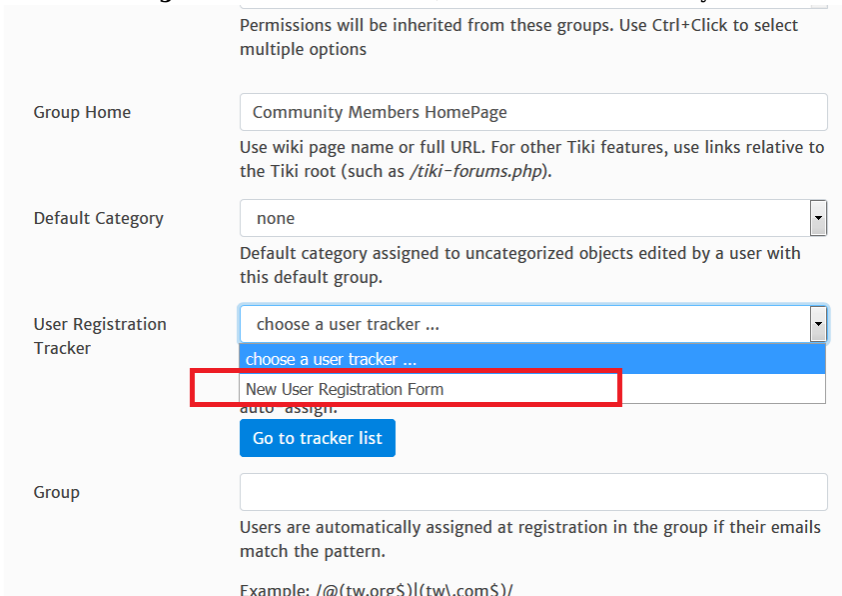 Permissions will be inherited from these groups. Use Ctrl+Click to select
multiple options
Group Home
Community Members HomePage
Use wiki page name or full URL. For other Tiki features, use links relative to
the Tiki root (such as /tiki-forums.php).
Default Category
none
Default category assigned to uncategorized objects edited by a user with
this default group.
User Registration
Tracker
choose a user tracker ...
choose a user tracker ...
New User Registration Form
auto assign.
Go to tracker list
Group
Users are automatically assigned at registration in the group if their emails
match the pattern.
Example: /@(tw.org$)|(tw\.com$)/